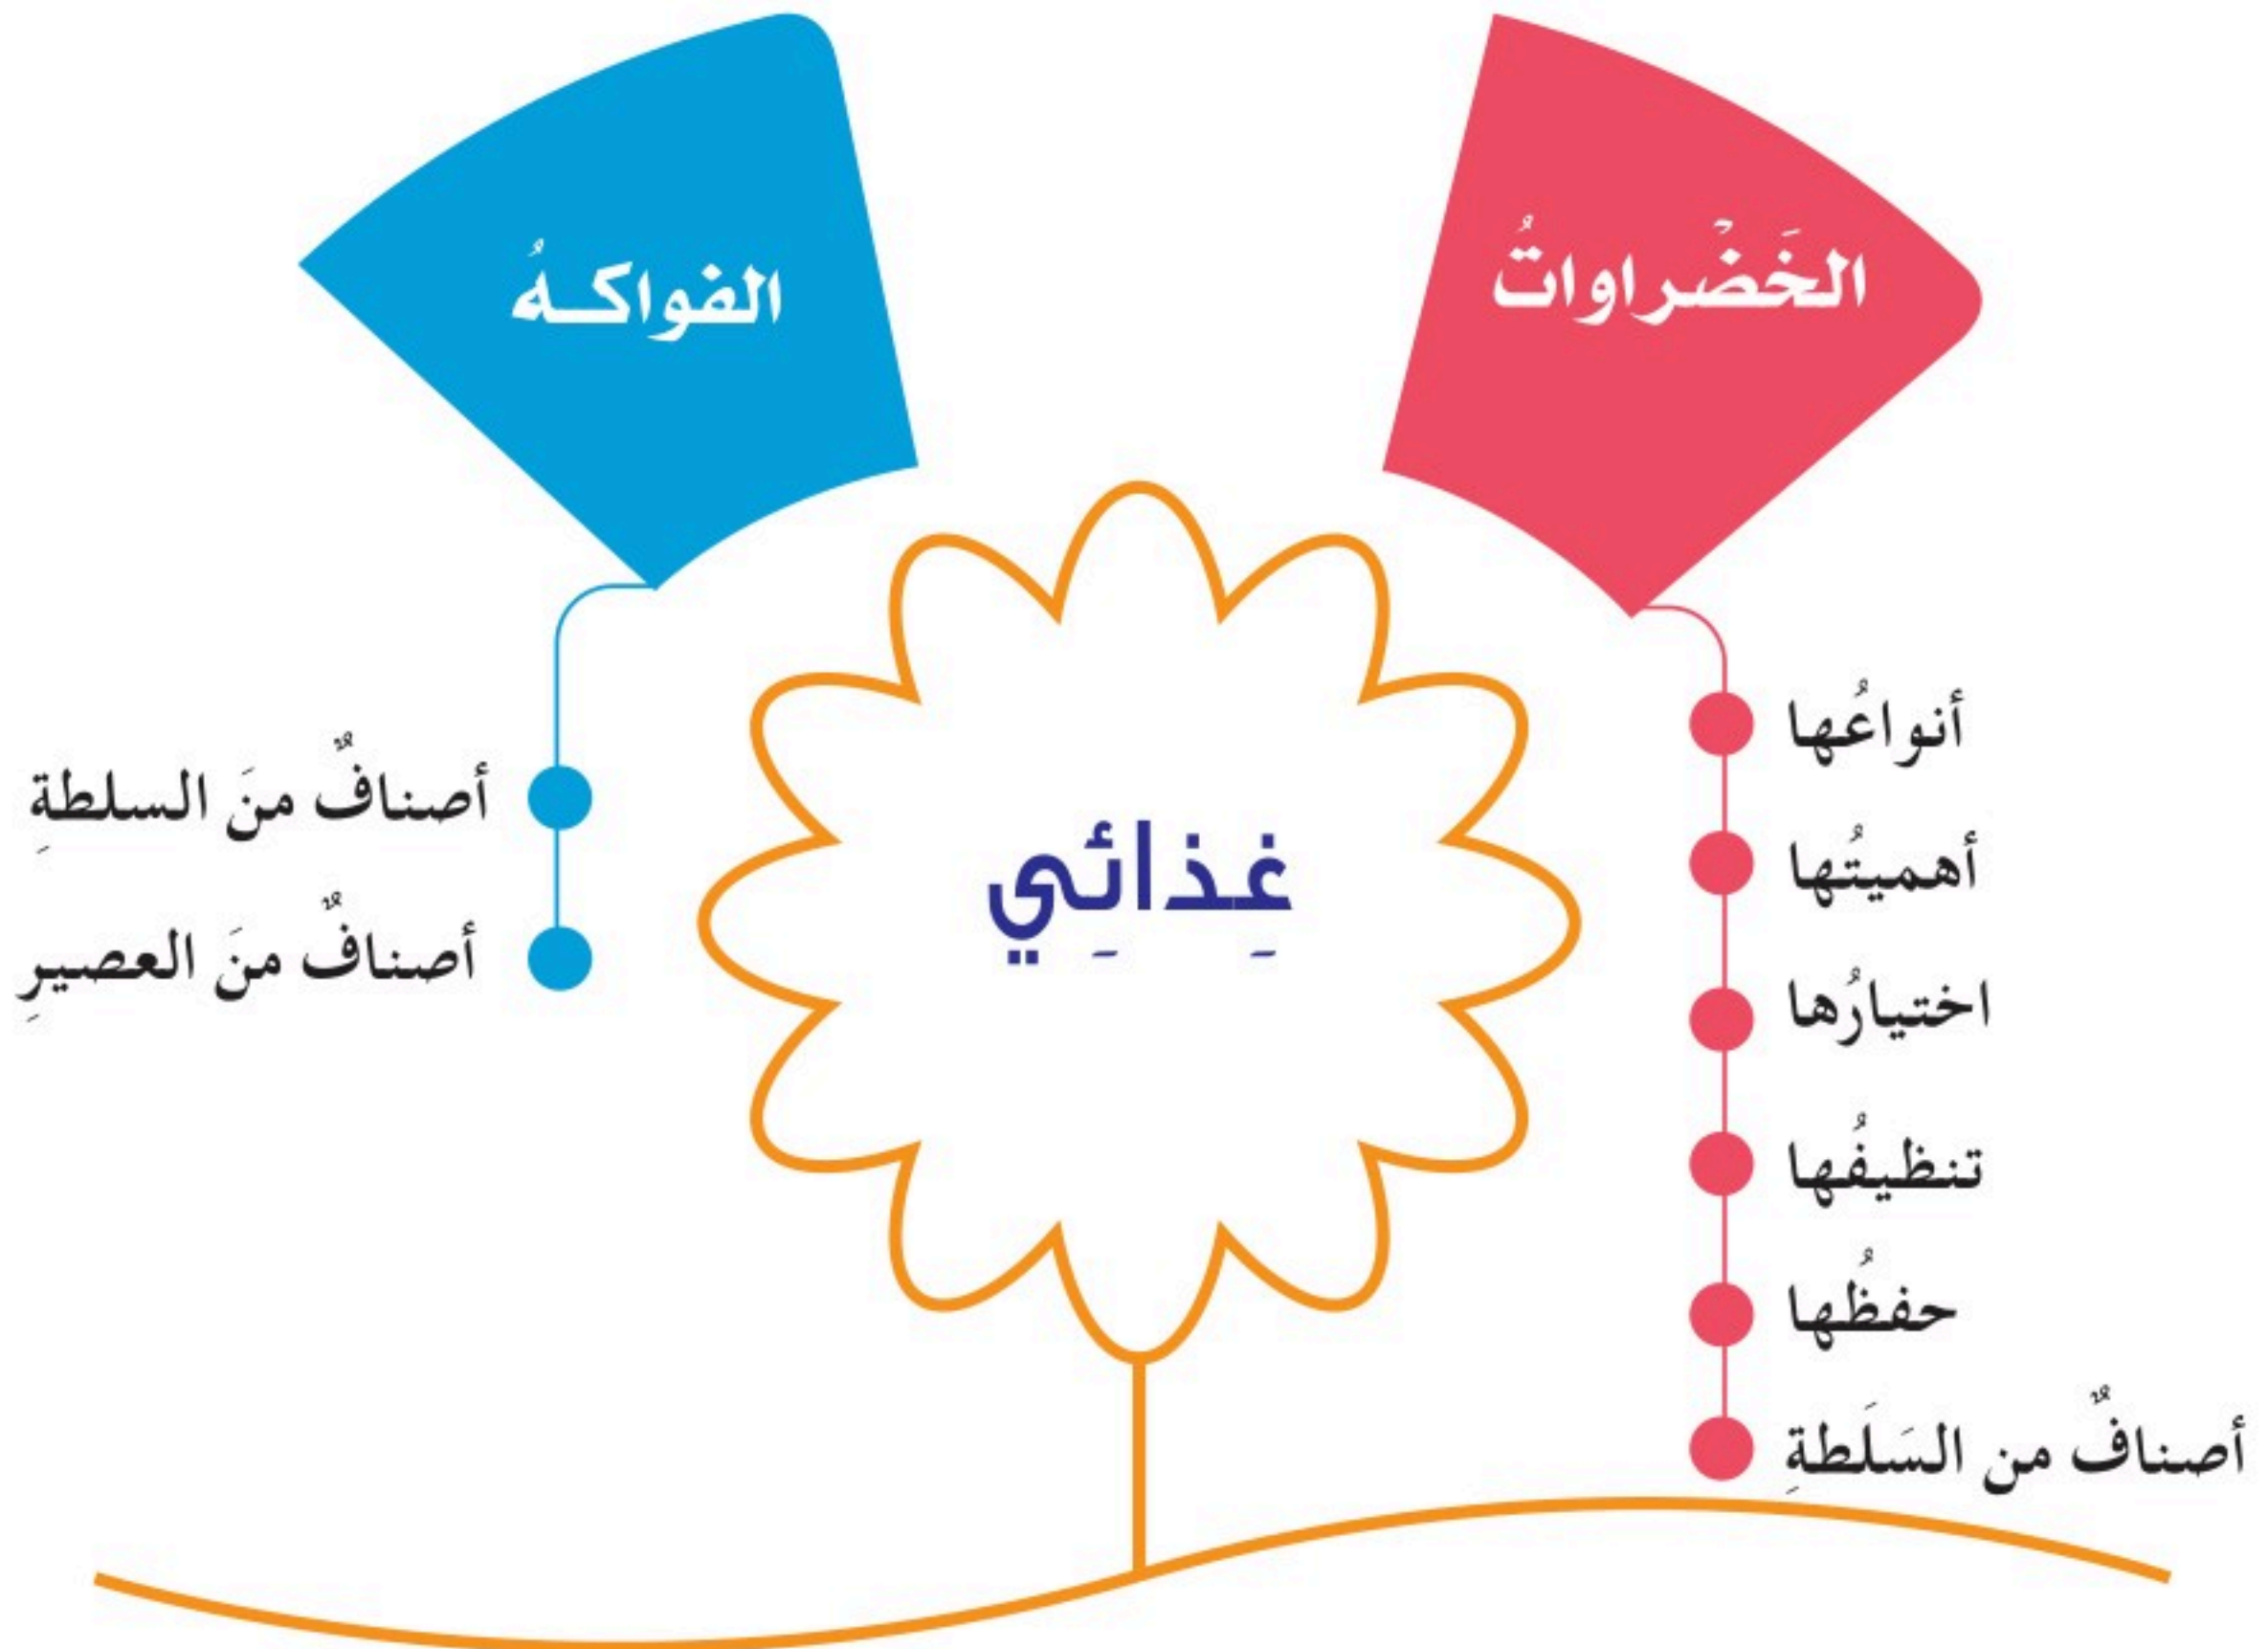 الخَضْراواتُ
أنواعُها
أهميتُها
اختيارُها
تنظيفُها
حفظُها
أصنافٌ من السَلَطةِ
غِذائِي
الفواكهُ
أصنافٌ منَ السلطةِ
أصنافٌ منَ العصيرِ